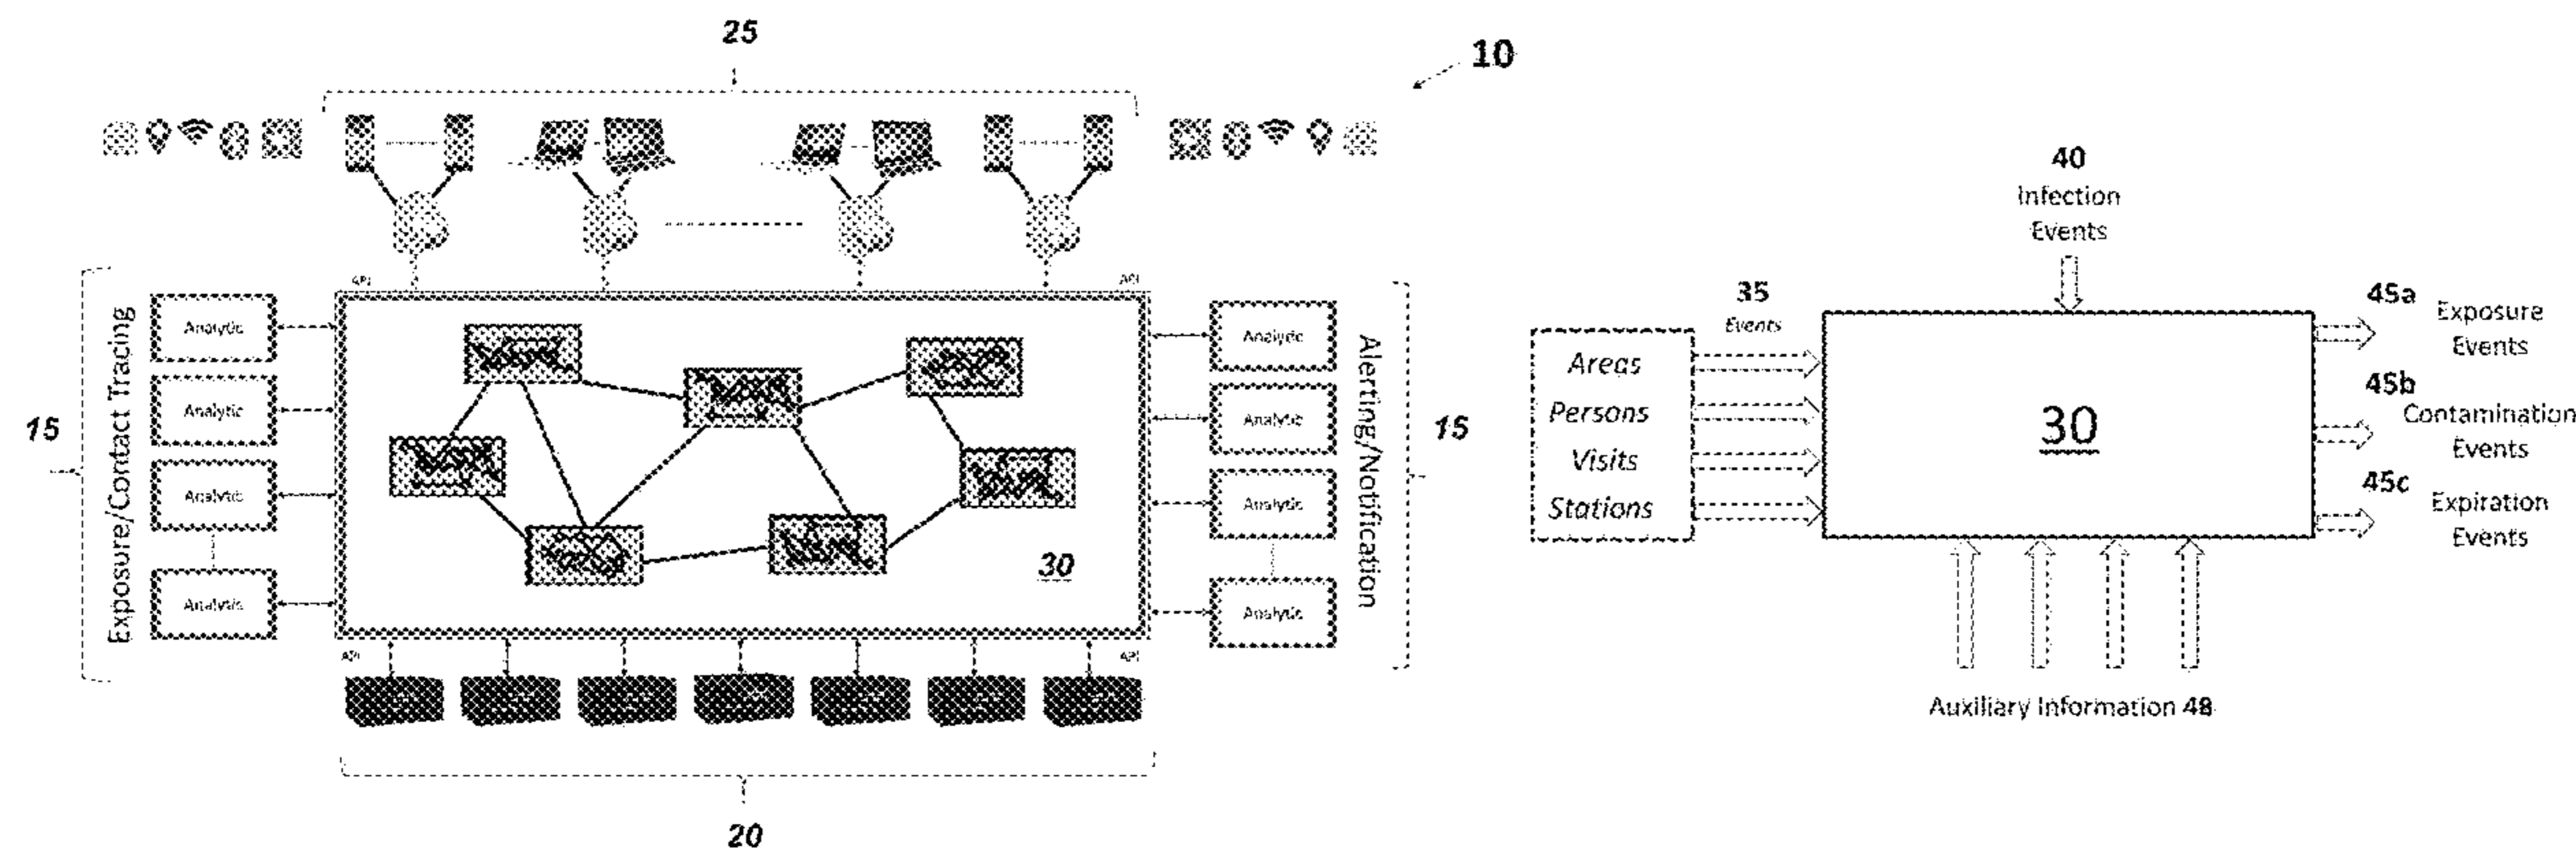 25
10
API
API
15
Exposure/Contact Tracing
Analytic
Analytic
Analytic
Analytic
30
Analytic
Analytic
Analytic
Analytic
Alerting/Notification
15
API
API
20
40
Infection
Events
35
Events
Areas
Persons
Visits
Stations
30
45a
Exposure
Events
45b
Contamination
Events
45c
Expiration
Events
Auxiliary Information 48